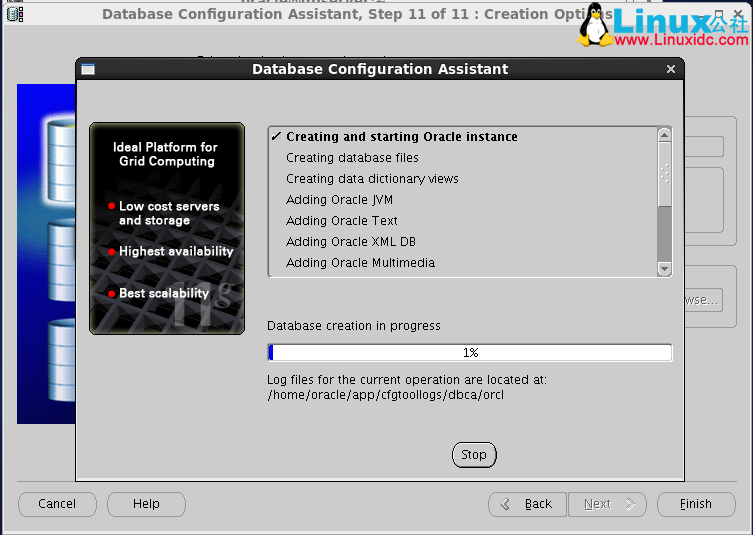 Database Configuration Assistant, Step 11 of 11 : Creation Options
Linux公社
www.Linuxidc.com
Database Configuration Assistant
Ideal Platform for
Grid Computing
Low cost servers
and storage
Highest availability
Best scalability
11g
Creating and starting Oracle instance
Creating database files
Creating data dictionary views
Adding Oracle JVM
Adding Oracle Text
Adding Oracle XML DB
Adding Oracle Multimedia
Database creation in progress
1%
Log files for the current operation are located at:
/home/oracle/app/cfgtoollogs/dbca/orcl
Stop
Cancel
Help
Back
Next
Finish